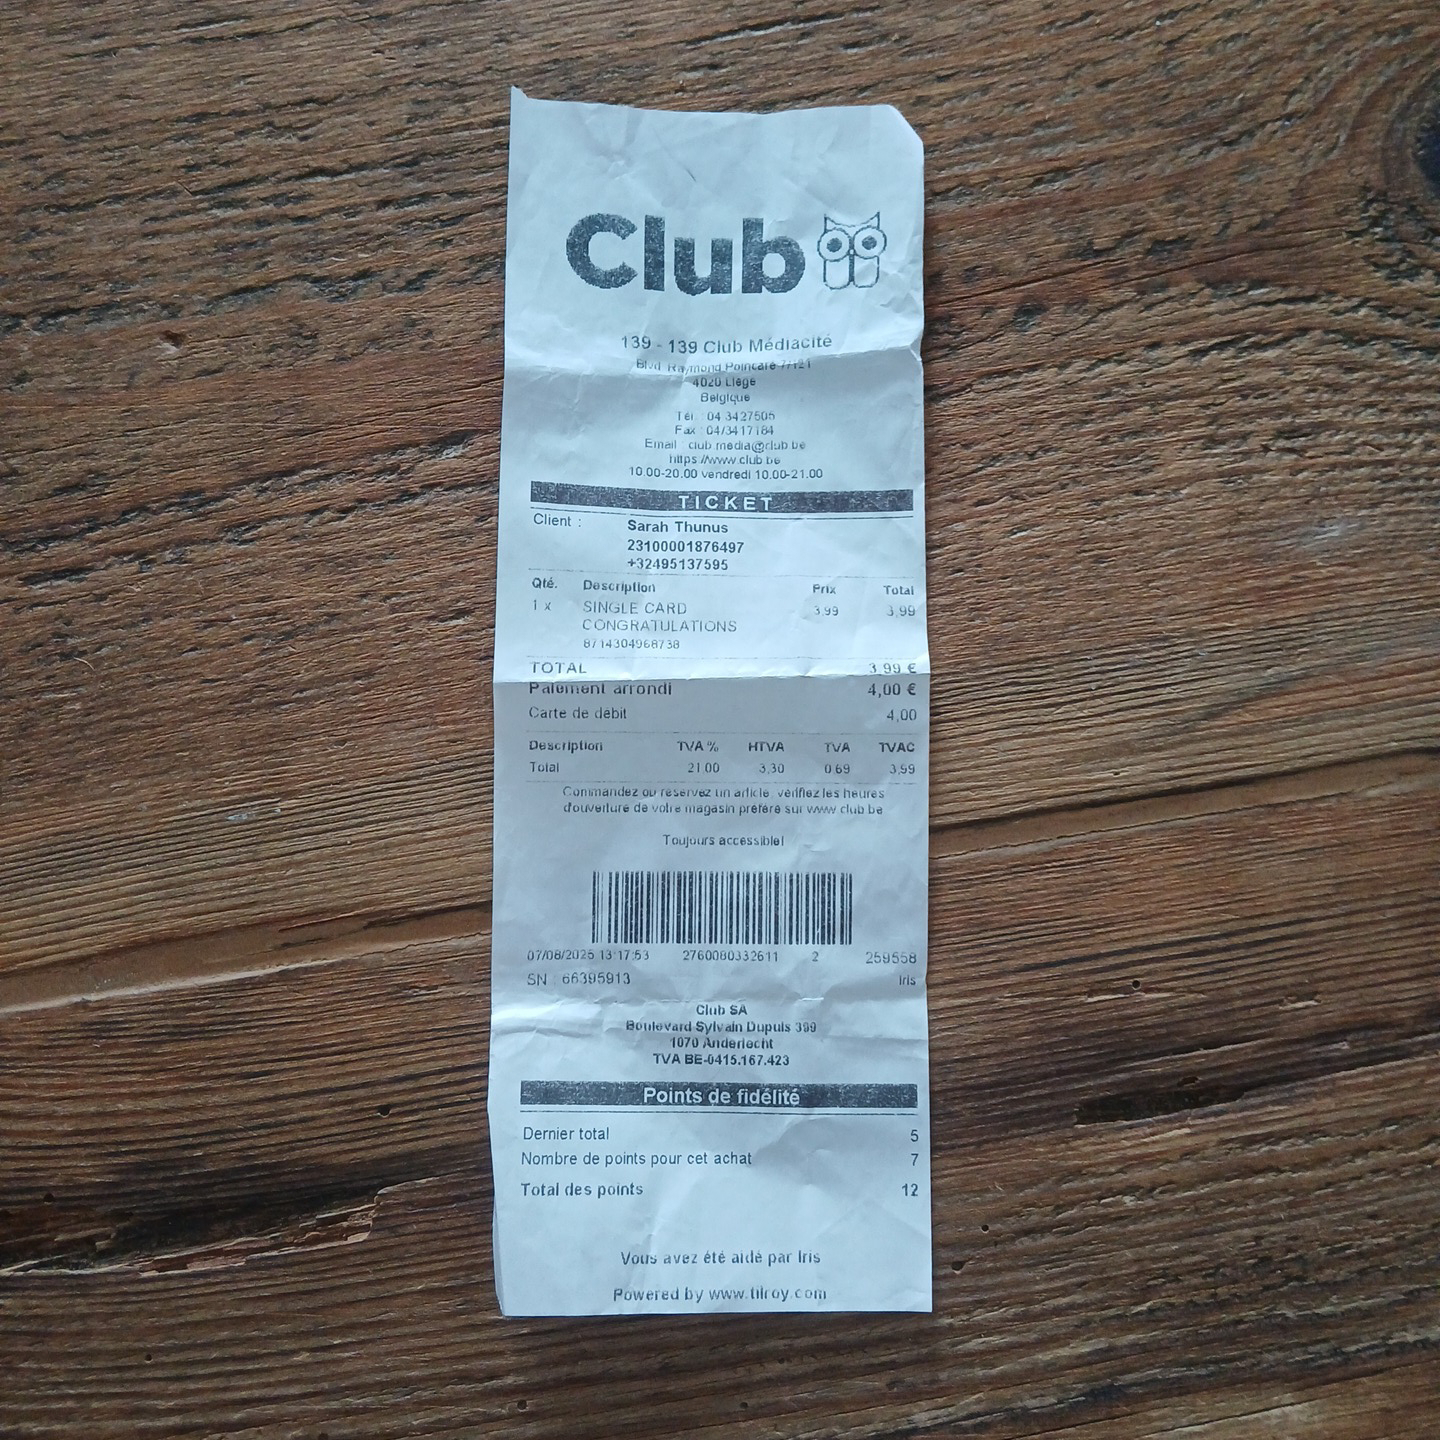 Club
139 - 139 Club Médiacité
Blvd. Raymond Poincaré 7/121
4020 Liège
Belgique
Tél : 04 3427505
Fax : 04/3417184
Email : club.media@club.be
https://www.club.be
10.00-20.00 vendredi 10.00-21.00
TICKET
Client : Sarah Thunus
23100001876497
+32495137595
Qté. Description Prix Total
1 x SINGLE CARD 3,99 3,99
CONGRATULATIONS
8714304968738
TOTAL 3,99 €
Paiement arrondi 4,00 €
Carte de débit 4,00
Description TVA % HTVA TVA TVAC
Total 21.00 3,30 0.69 3,99
Commandez ou réservez un article, vérifiez les heures
d'ouverture de votre magasin préféré sur www.club.be
Toujours accessible!
07/08/2025 13:17:53 2760080332611 2 259558
SN : 66395913 Iris
Club SA
Boulevard Sylvain Dupuis 399
1070 Anderlecht
TVA BE-0415.167.423
Points de fidélité
Dernier total 5
Nombre de points pour cet achat 7
Total des points 12
Vous avez été aidé par Iris
Powered by www.tilroy.com